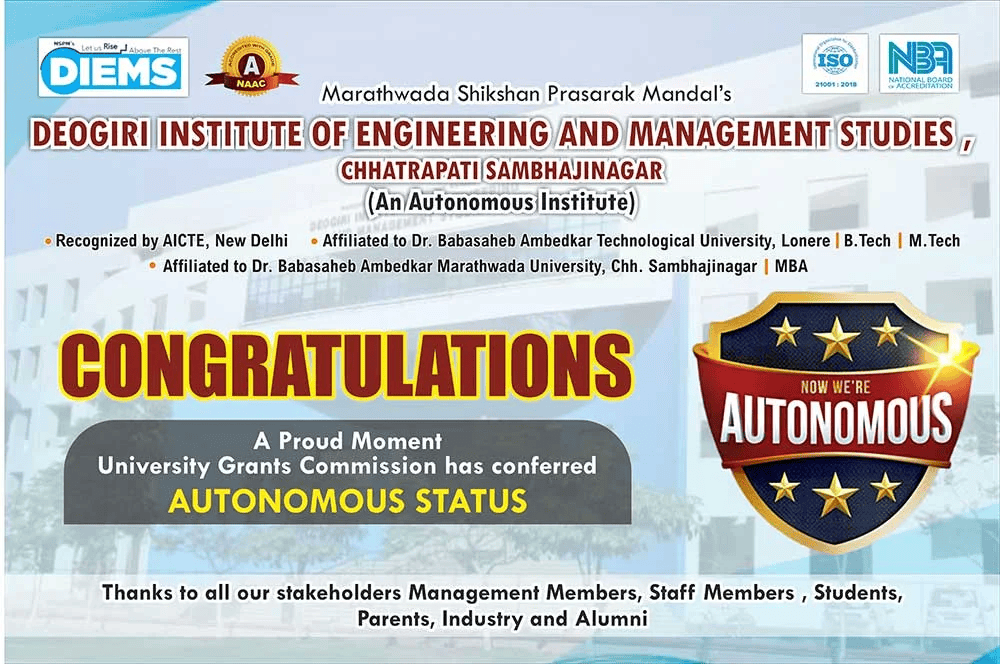 MSPM's
Let us Rise Above The Rest
DIEMS
ACCREDITED WITH GRADE
A
NAAC
ISO
21001 : 2018
NBA
NATIONAL BOARD
OF ACCREDITATION
Marathwada Shikshan Prasarak Mandal's
DEOGIRI INSTITUTE OF ENGINEERING AND MANAGEMENT STUDIES ,
CHHATRAPATI SAMBHAJINAGAR
(An Autonomous Institute)
• Recognized by AICTE, New Delhi • Affiliated to Dr. Babasaheb Ambedkar Technological University, Lonere | B.Tech | M.Tech
• Affiliated to Dr. Babasaheb Ambedkar Marathwada University, Chh. Sambhajinagar | MBA
CONGRATULATIONS
A Proud Moment
University Grants Commission has conferred
AUTONOMOUS STATUS
NOW WE'RE
AUTONOMOUS
Thanks to all our stakeholders Management Members, Staff Members , Students,
Parents, Industry and Alumni